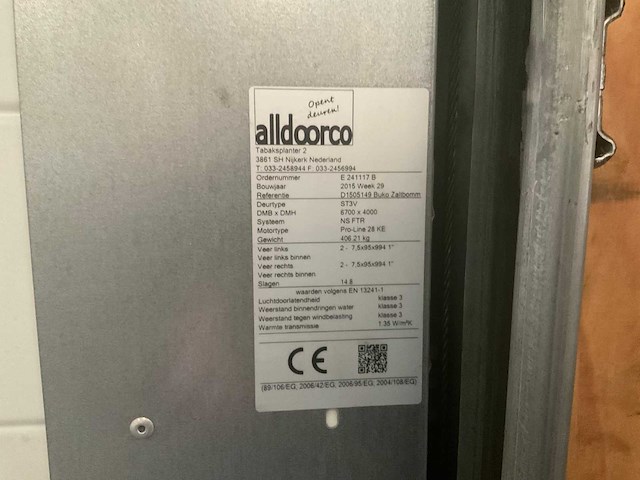 Opent
deuren!
alldoorco
Tabaksplanter 2
3861 SH Nijkerk Nederland
T: 033-2458944 F: 033-2456994
Ordernummer E 241117.B
Bouwjaar 2015 Week 29
Referentie D1505149 Buko Zaltbomm
Deurtype ST3V
DMB x DMH 6700 x 4000
Systeem NS FTR
Motortype Pro-Line 28 KE
Gewicht 406.21 kg
Veer links 2 - 7,5x95x994 1"
Veer links binnen
Veer rechts 2 - 7,5x95x994 1"
Veer rechts binnen
Slagen 14,8
waarden volgens EN 13241-1
Luchtdoorlatendheid klasse 3
Weerstand binnendringen water klasse 3
Weerstand tegen windbelasting klasse 3
Warmte transmissie 1.35 W/m²K
CE
(89/106/EG, 2006/42/EG, 2006/95/EG, 2004/108/EG)